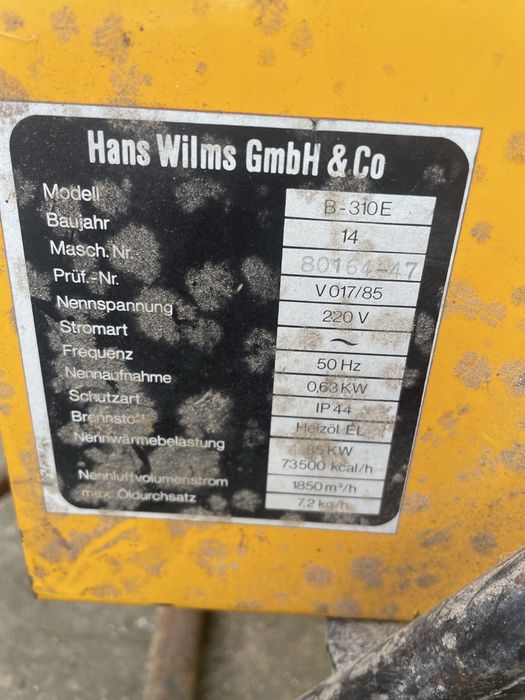 Hans Wilms GmbH & Co
Modell B-310E
Baujahr 14
Masch. Nr. 80164-47
Prüf.-Nr. V 017/85
Nennspannung 220 V
Stromart ~
Frequenz 50 Hz
Nennaufnahme 0,63 KW
Schutzart IP 44
Brennstoff Heizöl EL
Nennwärmebelastung 85 KW
73500 kcal/h
Nennluftvolumenstrom 1850 m³/h
max. Öldurchsatz 7,2 kg/h